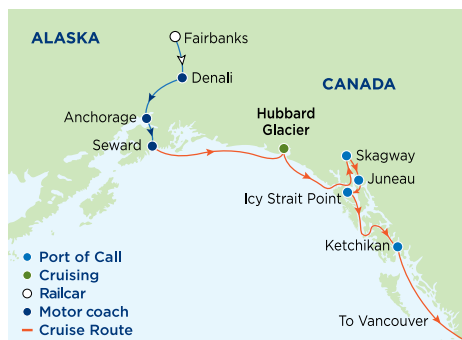 ALASKA
Fairbanks
Denali
CANADA
Anchorage
Hubbard
Glacier
Seward
Skagway
Juneau
Icy Strait Point
Ketchikan
Port of Call
Cruising
Railcar
Motor coach
Cruise Route
To Vancouver